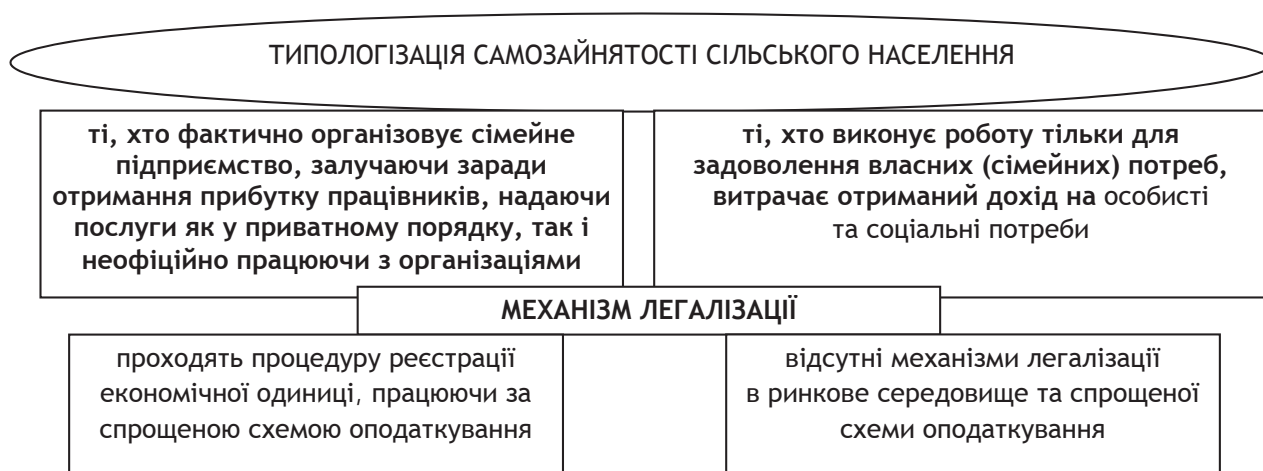 ТИПОЛОГІЗАЦІЯ САМОЗАЙНЯТОСТІ СІЛЬСЬКОГО НАСЕЛЕННЯ
ті, хто фактично організовує сімейне
підприємство, залучаючи заради
отримання прибутку працівників, надаючи
послуги як у приватному порядку, так і
неофіційно працюючи з організаціями
ті, хто виконує роботу тільки для
задоволення власних (сімейних) потреб,
витрачає отриманий дохід на особисті
та соціальні потреби
МЕХАНІЗМ ЛЕГАЛІЗАЦІЇ
проходять процедуру реєстрації
економічної одиниці, працюючи за
спрощеною схемою оподаткування
відсутні механізми легалізації
в ринкове середовище та спрощеної
схеми оподаткування